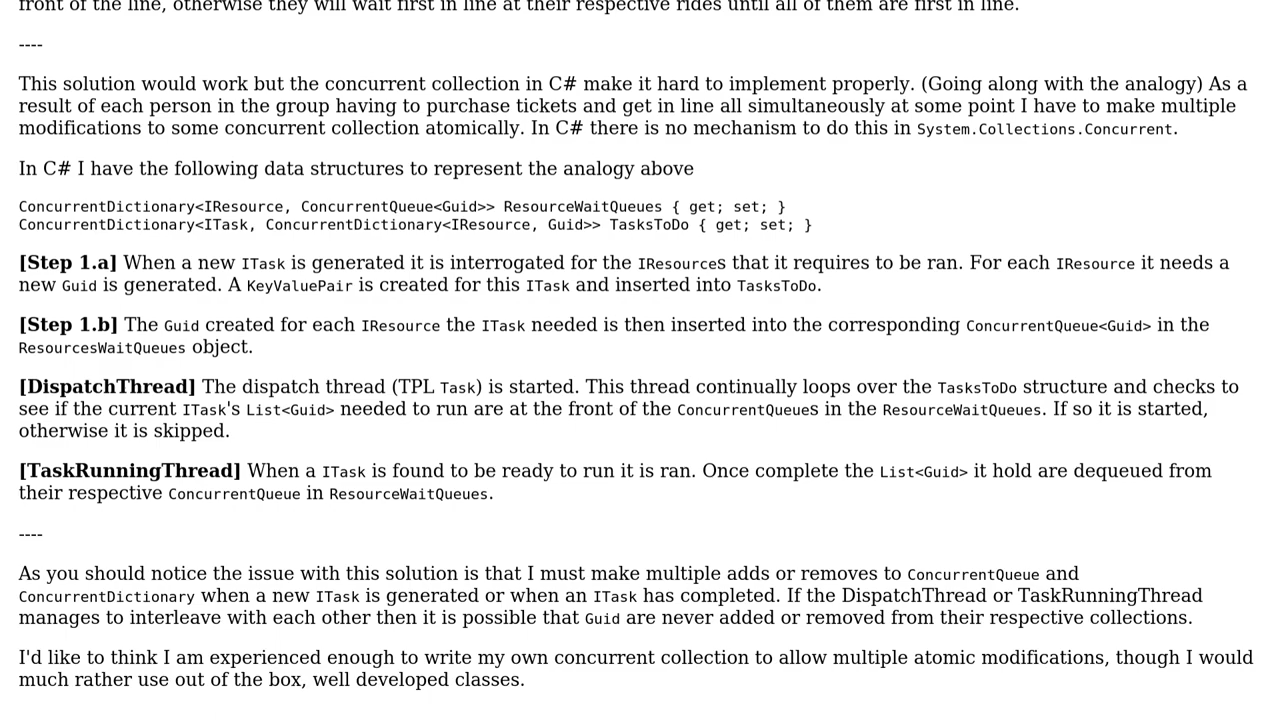 front of the line, otherwise they will wait first in line at their respective rides until all of them are first in line.
----
This solution would work but the concurrent collection in C# make it hard to implement properly. (Going along with the analogy) As a
result of each person in the group having to purchase tickets and get in line all simultaneously at some point I have to make multiple
modifications to some concurrent collection atomically. In C# there is no mechanism to do this in System.Collections.Concurrent.
In C# I have the following data structures to represent the analogy above
ConcurrentDictionary<IResource, ConcurrentQueue<Guid>> ResourceWaitQueues { get; set; }
ConcurrentDictionary<ITask, ConcurrentDictionary<IResource, Guid>> TasksToDo { get; set; }
[Step 1.a] When a new ITask is generated it is interrogated for the IResources that it requires to be ran. For each IResource it needs a
new Guid is generated. A KeyValuePair is created for this ITask and inserted into TasksToDo.
[Step 1.b] The Guid created for each IResource the ITask needed is then inserted into the corresponding ConcurrentQueue<Guid> in the
ResourcesWaitQueues object.
[DispatchThread] The dispatch thread (TPL Task) is started. This thread continually loops over the TasksToDo structure and checks to
see if the current ITask's List<Guid> needed to run are at the front of the ConcurrentQueues in the ResourceWaitQueues. If so it is started,
otherwise it is skipped.
[TaskRunningThread] When a ITask is found to be ready to run it is ran. Once complete the List<Guid> it hold are dequeued from
their respective ConcurrentQueue in ResourceWaitQueues.
----
As you should notice the issue with this solution is that I must make multiple adds or removes to ConcurrentQueue and
ConcurrentDictionary when a new ITask is generated or when an ITask has completed. If the DispatchThread or TaskRunningThread
manages to interleave with each other then it is possible that Guid are never added or removed from their respective collections.
I'd like to think I am experienced enough to write my own concurrent collection to allow multiple atomic modifications, though I would
much rather use out of the box, well developed classes.